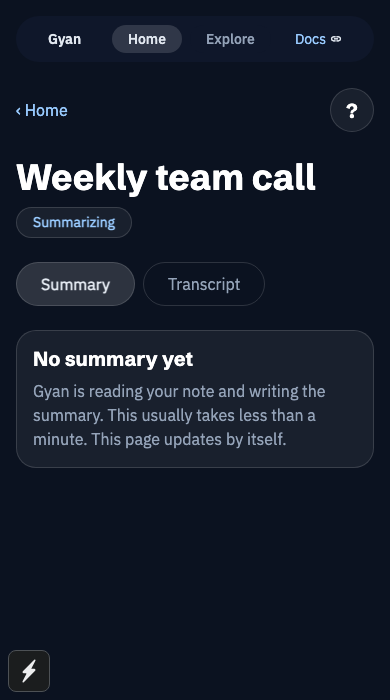 Gyan Home Explore Docs
‹ Home
?
Weekly team call
Summarizing
Summary Transcript
No summary yet
Gyan is reading your note and writing the
summary. This usually takes less than a
minute. This page updates by itself.